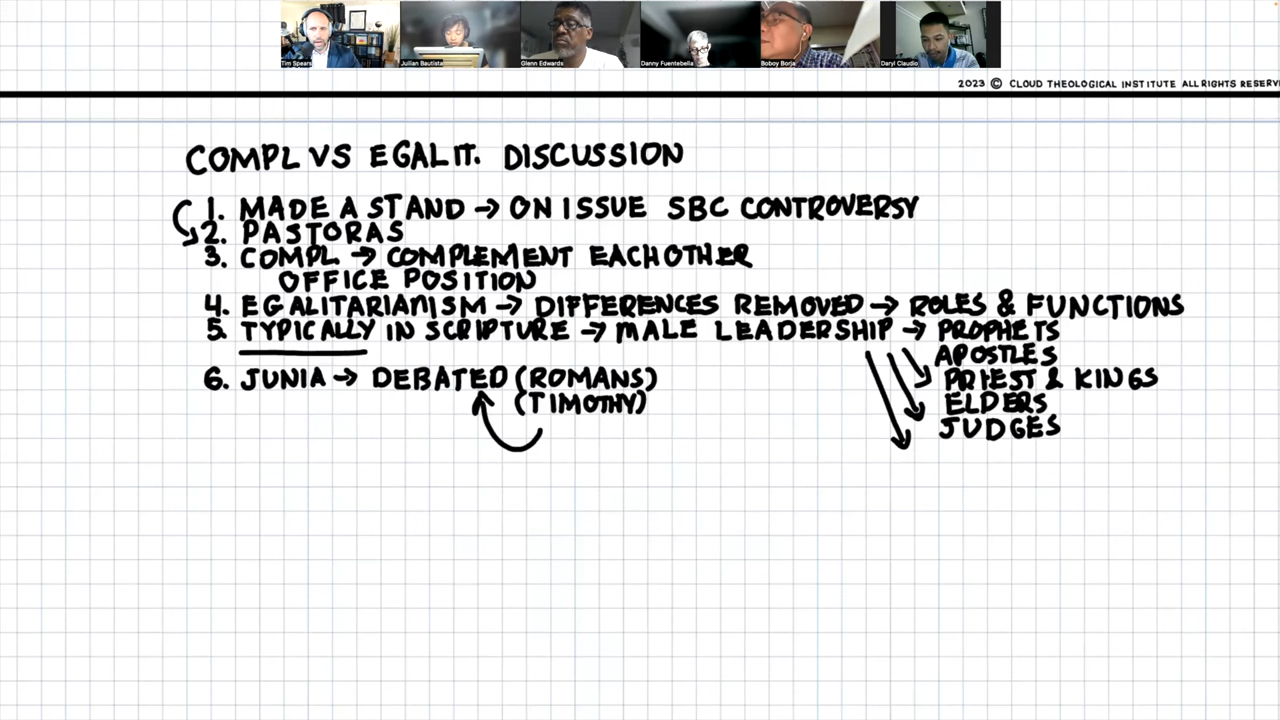 Tim Spears
Julian Bautista
Glenn Edwards
Danny Fuentebella
Boboy Borja
Daryl Claudio
2023 © CLOUD THEOLOGICAL INSTITUTE ALL RIGHTS RESERV
COMPL VS EGALIT. DISCUSSION
1. MADE A STAND → ON ISSUE SBC CONTROVERSY
2. PASTORAS
3. COMPL → COMPLEMENT EACHOTHER
OFFICE POSITION
4. EGALITARIANISM → DIFFERENCES REMOVED → ROLES & FUNCTIONS
5. TYPICALLY IN SCRIPTURE → MALE LEADERSHIP → PROPHETS
APOSTLES
6. JUNIA → DEBATED (ROMANS) PRIEST & KINGS
(TIMOTHY) ELDERS
JUDGES